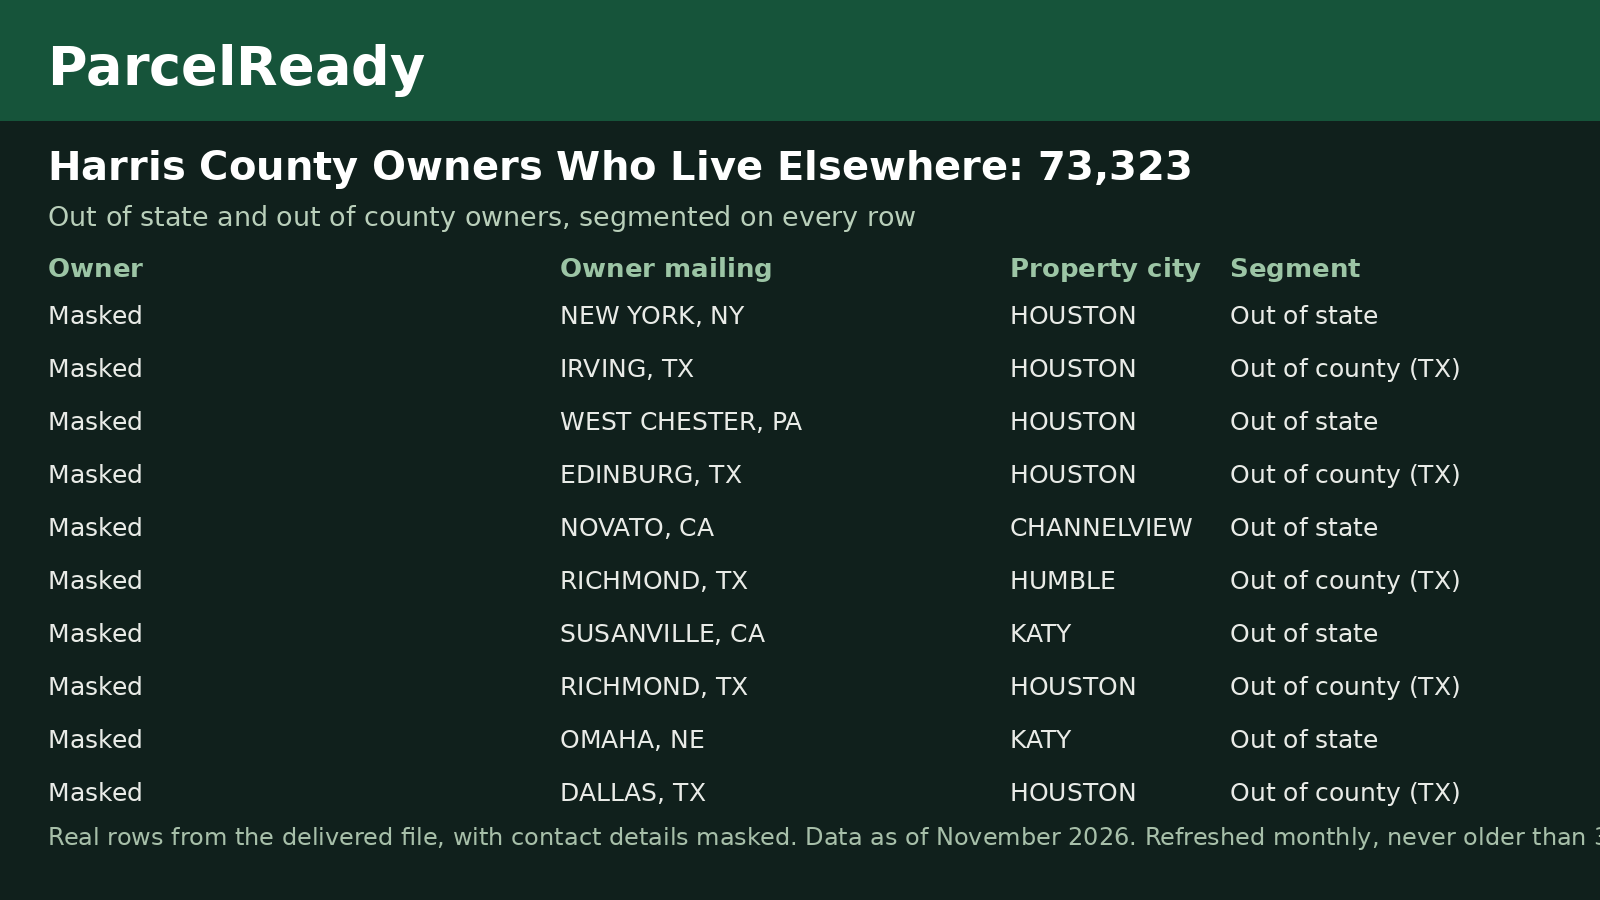 ParcelReady
Harris County Owners Who Live Elsewhere: 73,323
Out of state and out of county owners, segmented on every row
Owner Owner mailing Property city Segment
Masked NEW YORK, NY HOUSTON Out of state
Masked IRVING, TX HOUSTON Out of county (TX)
Masked WEST CHESTER, PA HOUSTON Out of state
Masked EDINBURG, TX HOUSTON Out of county (TX)
Masked NOVATO, CA CHANNELVIEW Out of state
Masked RICHMOND, TX HUMBLE Out of county (TX)
Masked SUSANVILLE, CA KATY Out of state
Masked RICHMOND, TX HOUSTON Out of county (TX)
Masked OMAHA, NE KATY Out of state
Masked DALLAS, TX HOUSTON Out of county (TX)
Real rows from the delivered file, with contact details masked. Data as of November 2026. Refreshed monthly, never older than